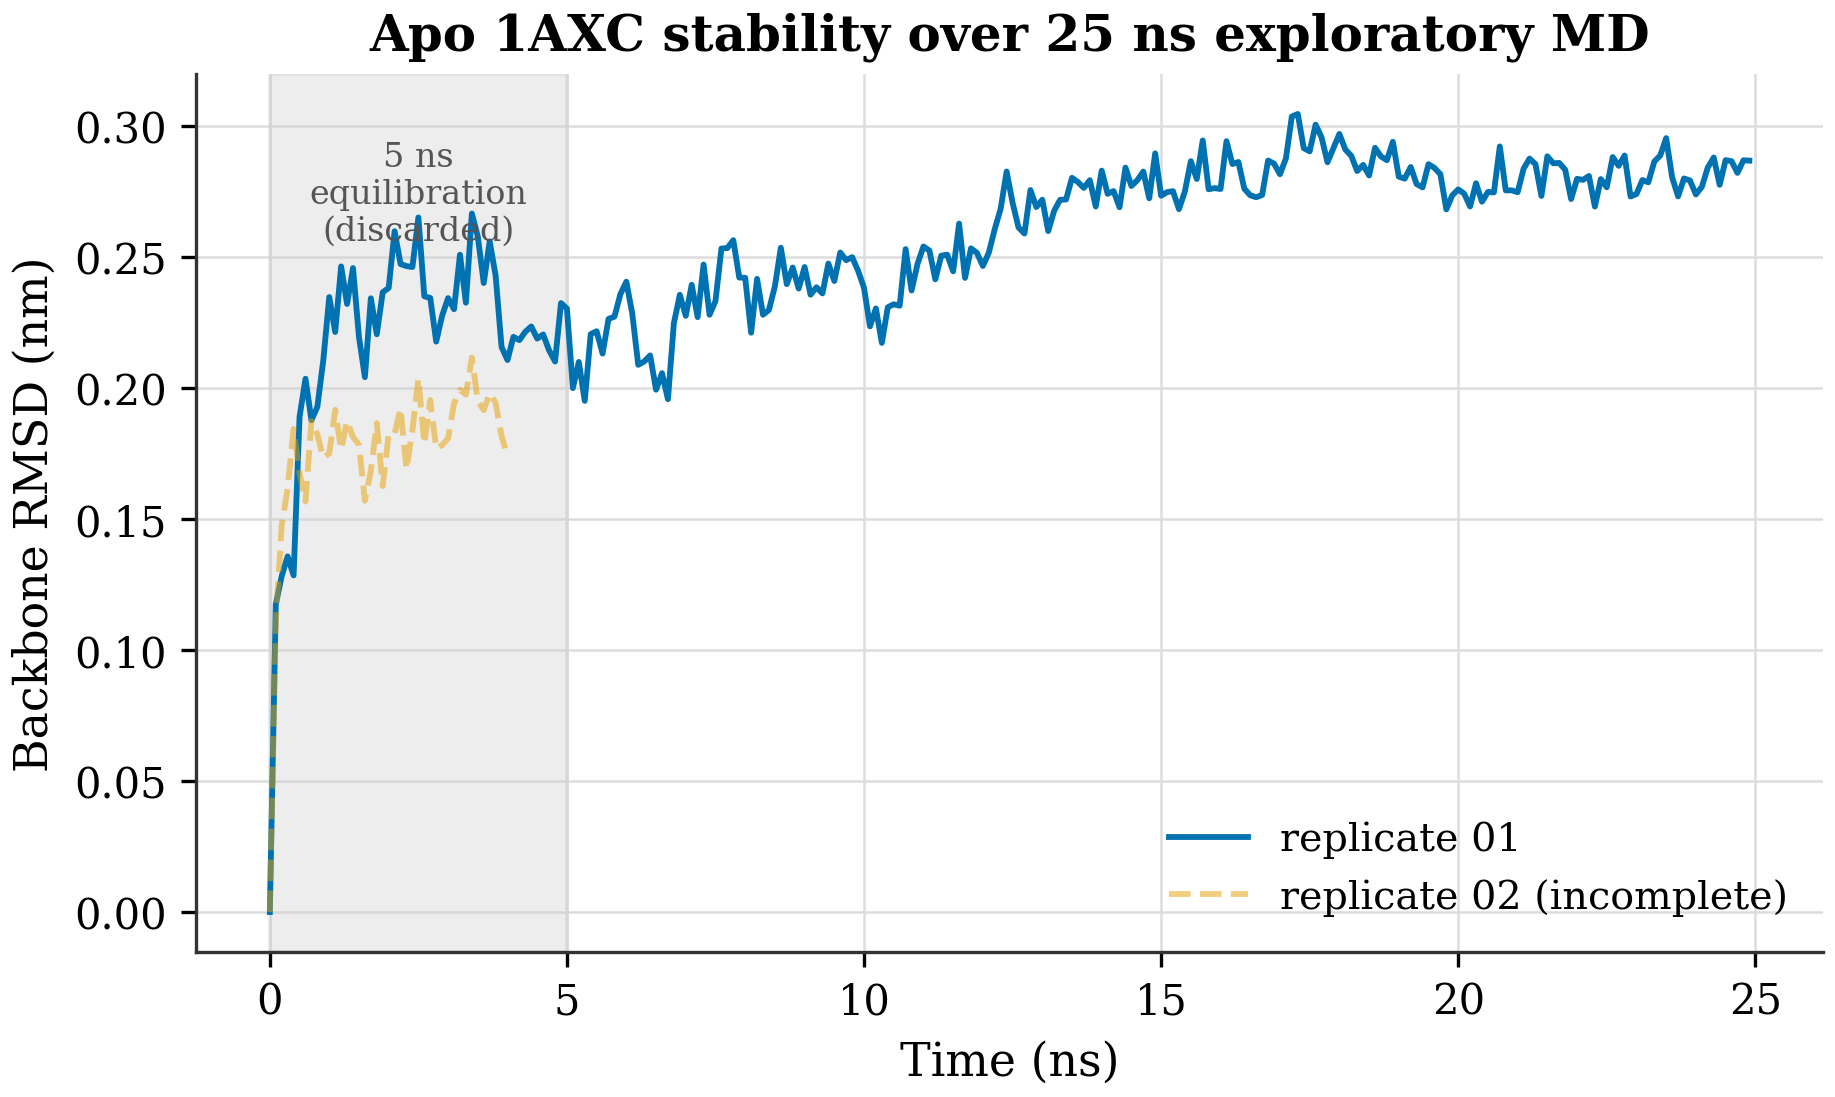 Apo 1AXC stability over 25 ns exploratory MD
0.30
0.25
0.20
0.15
0.10
0.05
0.00
Backbone RMSD (nm)
5 ns
equilibration
(discarded)
replicate 01
replicate 02 (incomplete)
0 5 10 15 20 25
Time (ns)